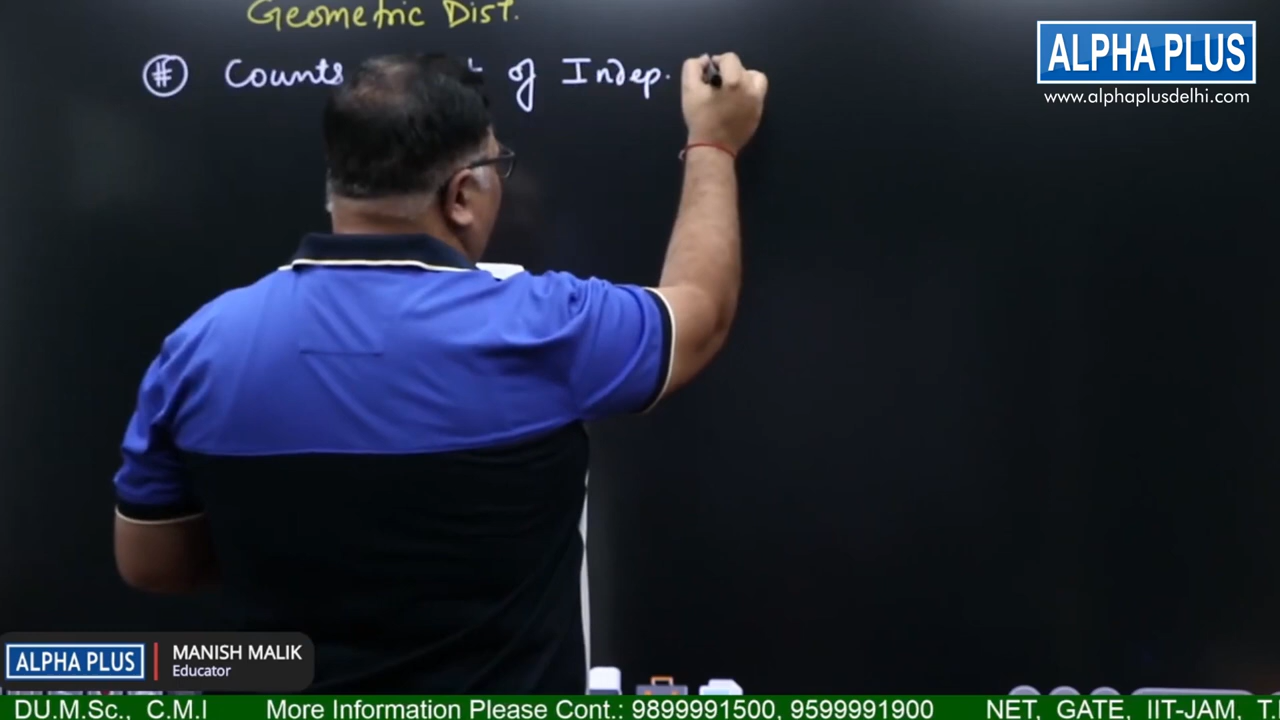 Geometric Dist.
# Counts of Indep.
ALPHA PLUS
www.alphaplusdelhi.com
ALPHA PLUS
MANISH MALIK
Educator
DU.M.Sc., C.M.I More Information Please Cont.: 9899991500, 9599991900 NET, GATE, IIT-JAM, T.